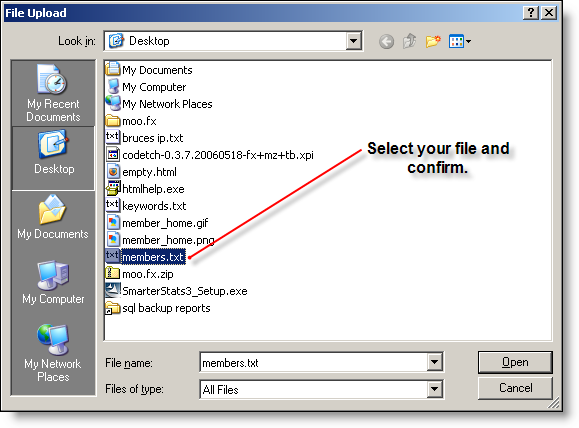 File Upload
Look in: Desktop
My Recent
Documents
Desktop
My Documents
My Computer
My Network
Places
My Documents
My Computer
My Network Places
moo.fx
bruces ip.txt
codetch-0.3.7.20060518-fx+mz+tb.xpi
empty.html
htmlhelp.exe
keywords.txt
member_home.gif
member_home.png
members.txt
moo.fx.zip
SmarterStats3_Setup.exe
sql backup reports
Select your file and
confirm.
File name: members.txt Open
Files of type: All Files Cancel